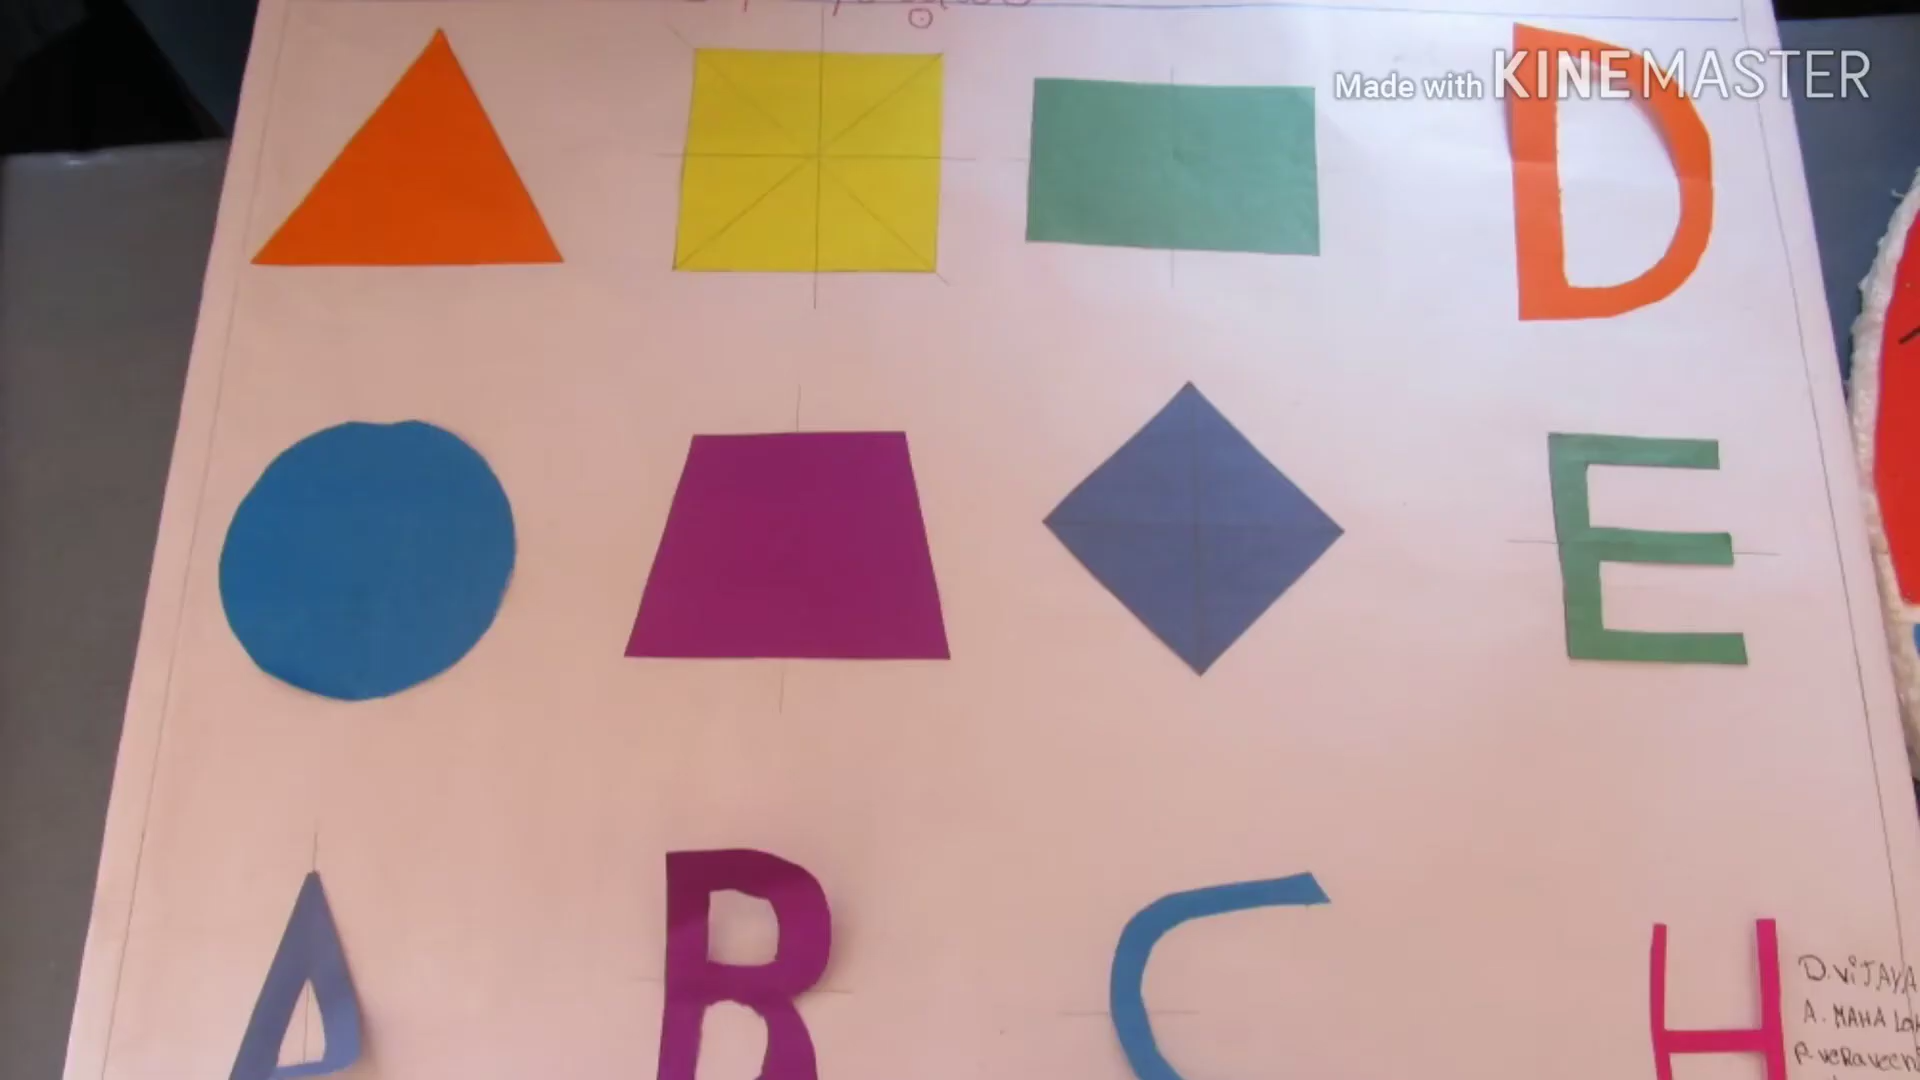 Made with KINEMASTER
D
E
A B C H
D. ViJAYA
A. MAHA